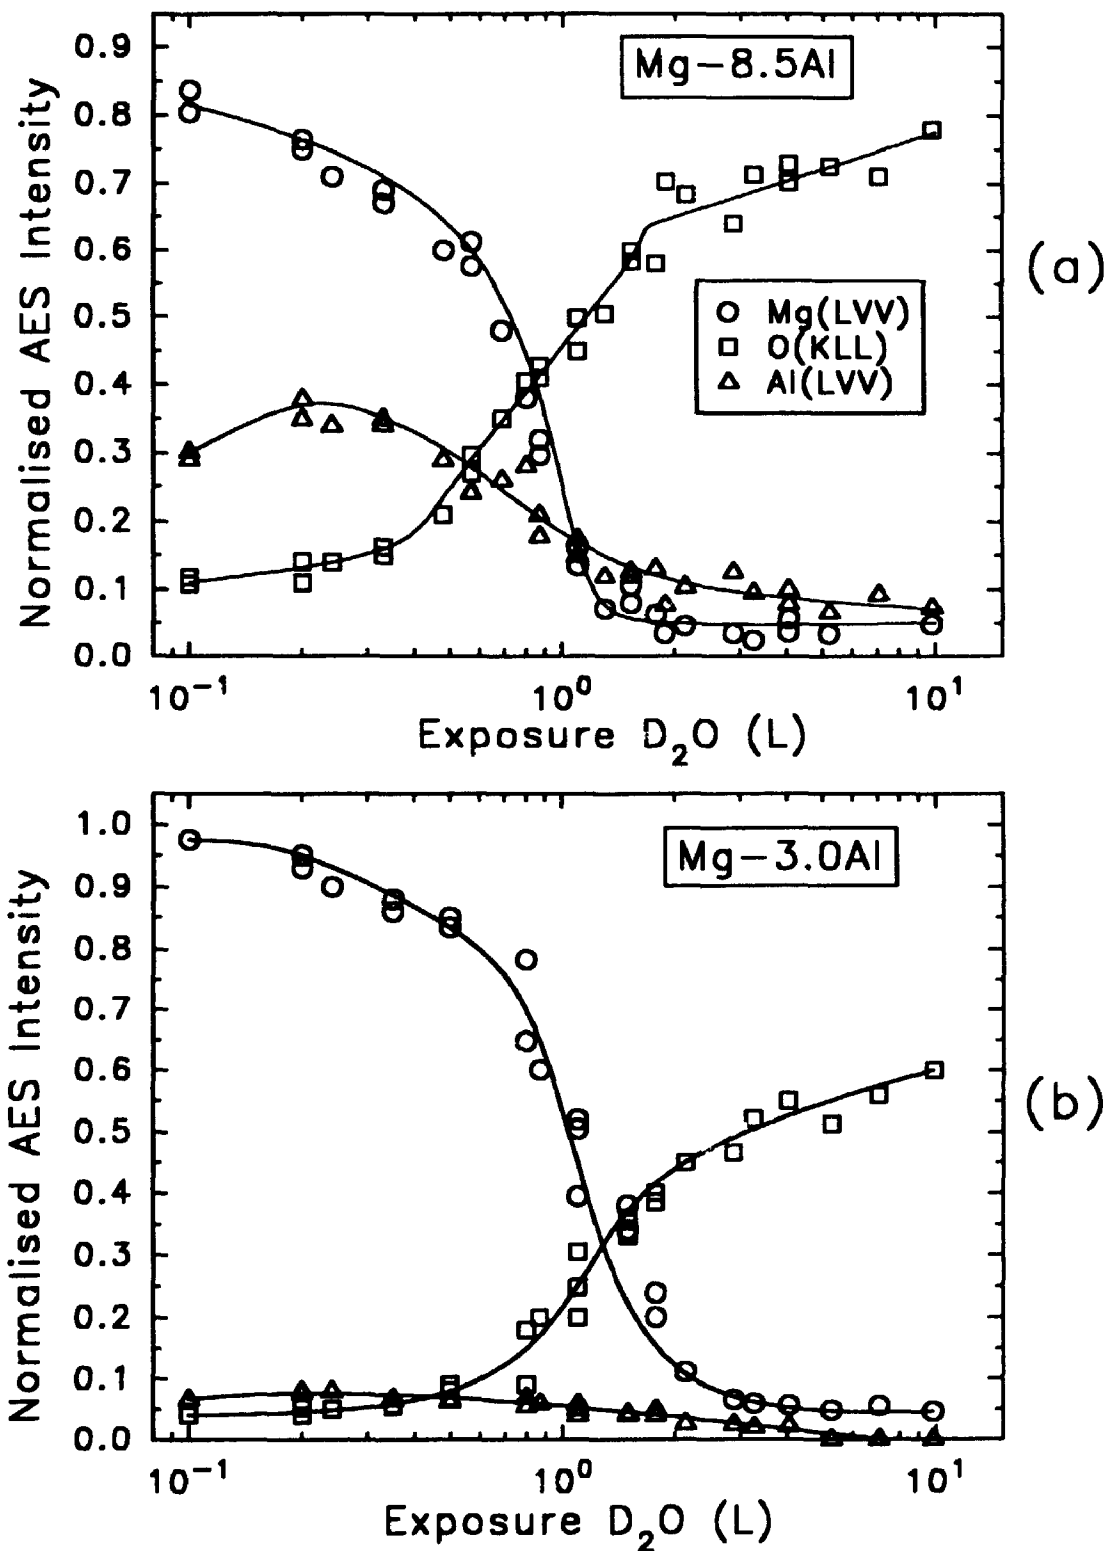 0.9
0.8
0.7
0.6
0.5
0.4
0.3
0.2
0.1
0.0
Normalised AES Intensity
Mg-8.5Al
Mg(LVV)
O(KLL)
Al(LVV)
(a)
10⁻¹ 10⁰ 10¹
Exposure D₂O (L)
1.0
0.9
0.8
0.7
0.6
0.5
0.4
0.3
0.2
0.1
0.0
Normalised AES Intensity
Mg-3.0Al
(b)
10⁻¹ 10⁰ 10¹
Exposure D₂O (L)